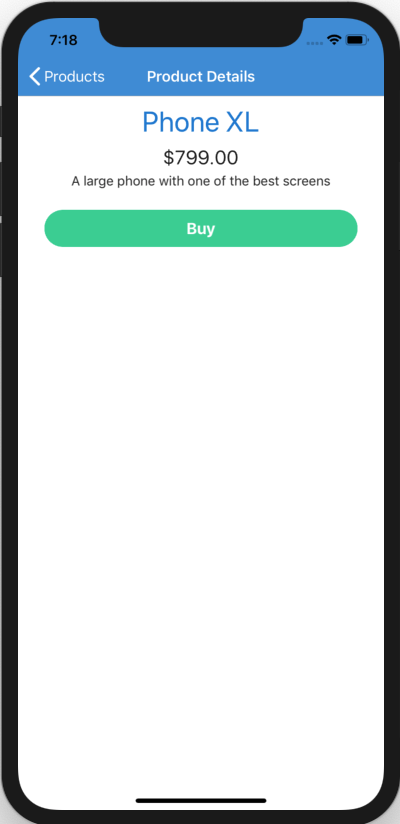 7:18
Products
Product Details
Phone XL
$799.00
A large phone with one of the best screens
Buy